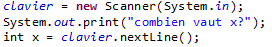 clavier = new Scanner(System.in);
System.out.print("combien vaut x?");
int x = clavier.nextLine();